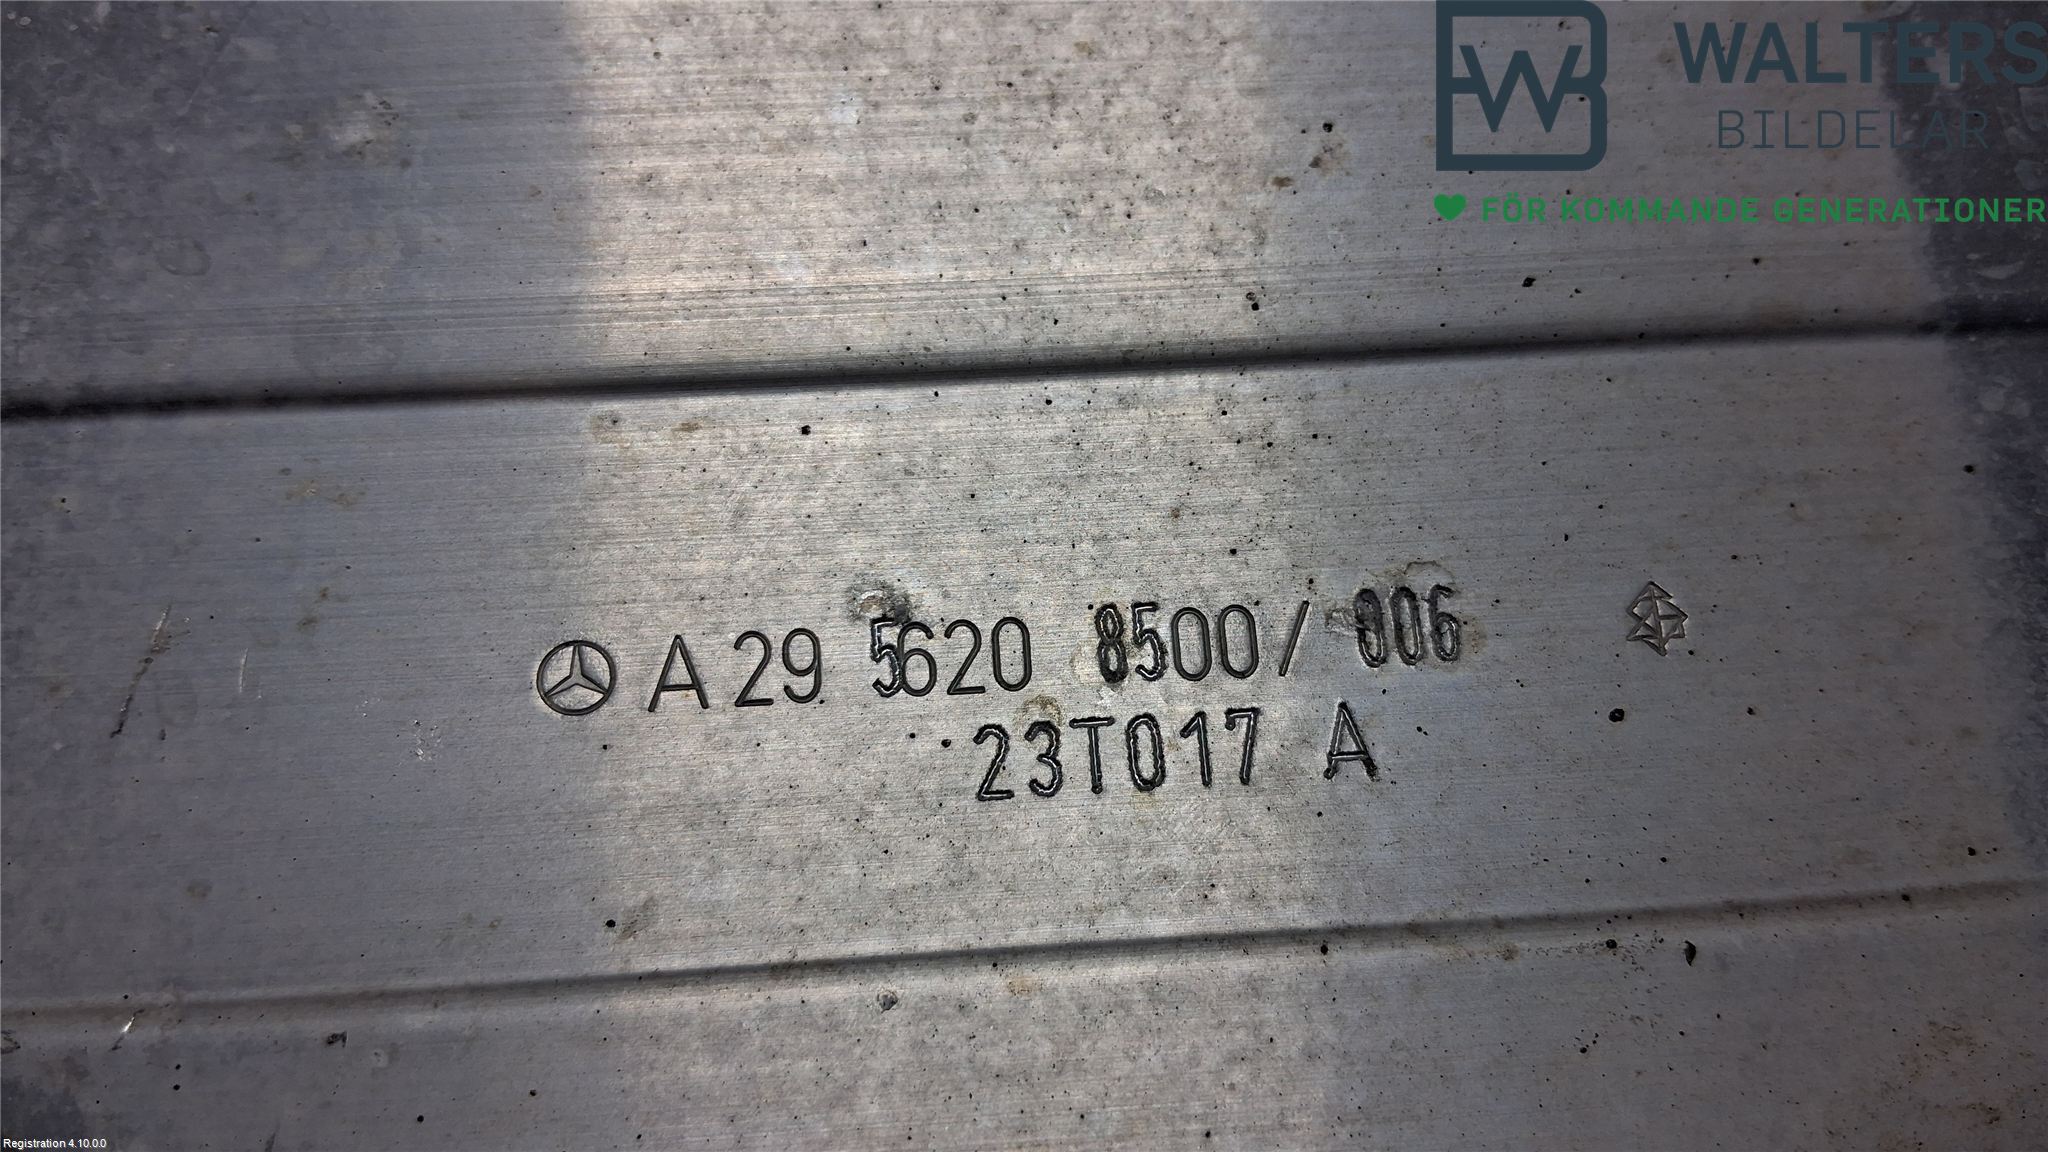 WALTERS
BILDELAR
FÖR KOMMANDE GENERATIONER
A 29 5620 8500/ 006
23T017 A
Registration 4.10.0.0